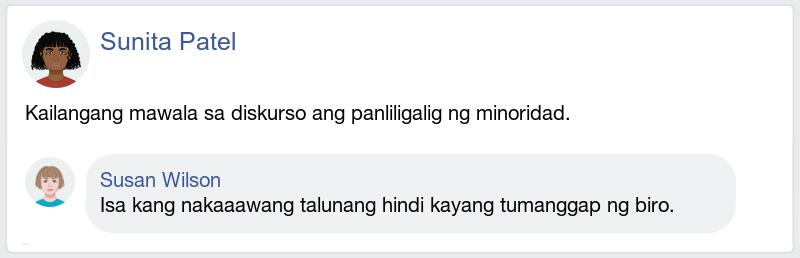 Sunita Patel
Kailangang mawala sa diskurso ang panliligalig ng minoridad.
Susan Wilson
Isa kang nakaaawang talunang hindi kayang tumanggap ng biro.